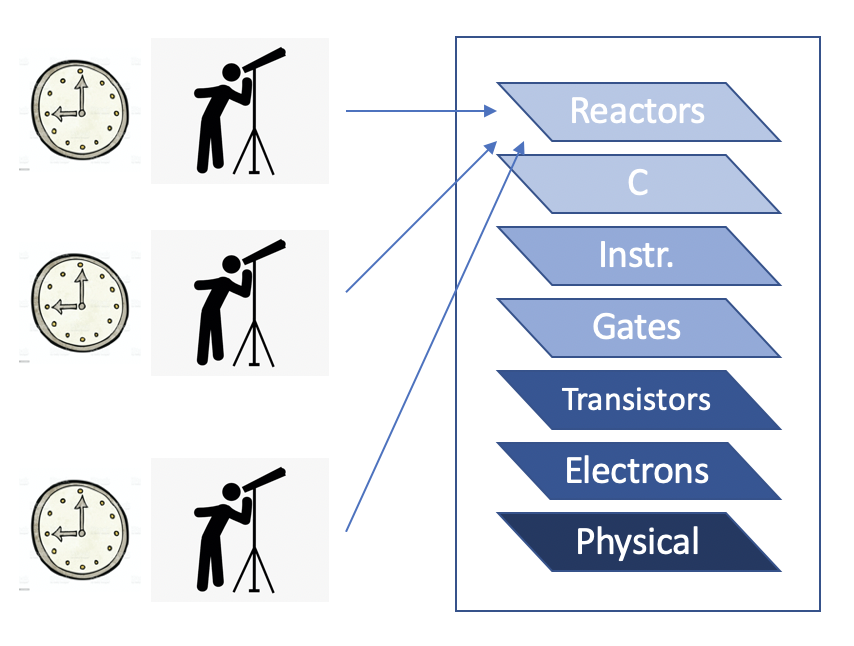 Reactors
C
Instr.
Gates
Transistors
Electrons
Physical